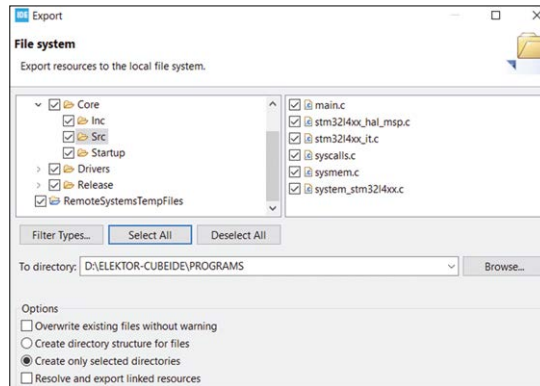 IDE Export
File system
Export resources to the local file system.
Core
Inc
Src
Startup
Drivers
Release
RemoteSystemsTempFiles
main.c
stm32l4xx_hal_msp.c
stm32l4xx_it.c
syscalls.c
sysmem.c
system_stm32l4xx.c
Filter Types... Select All Deselect All
To directory: D:\ELEKTOR-CUBEIDE\PROGRAMS Browse...
Options
Overwrite existing files without warning
Create directory structure for files
Create only selected directories
Resolve and export linked resources